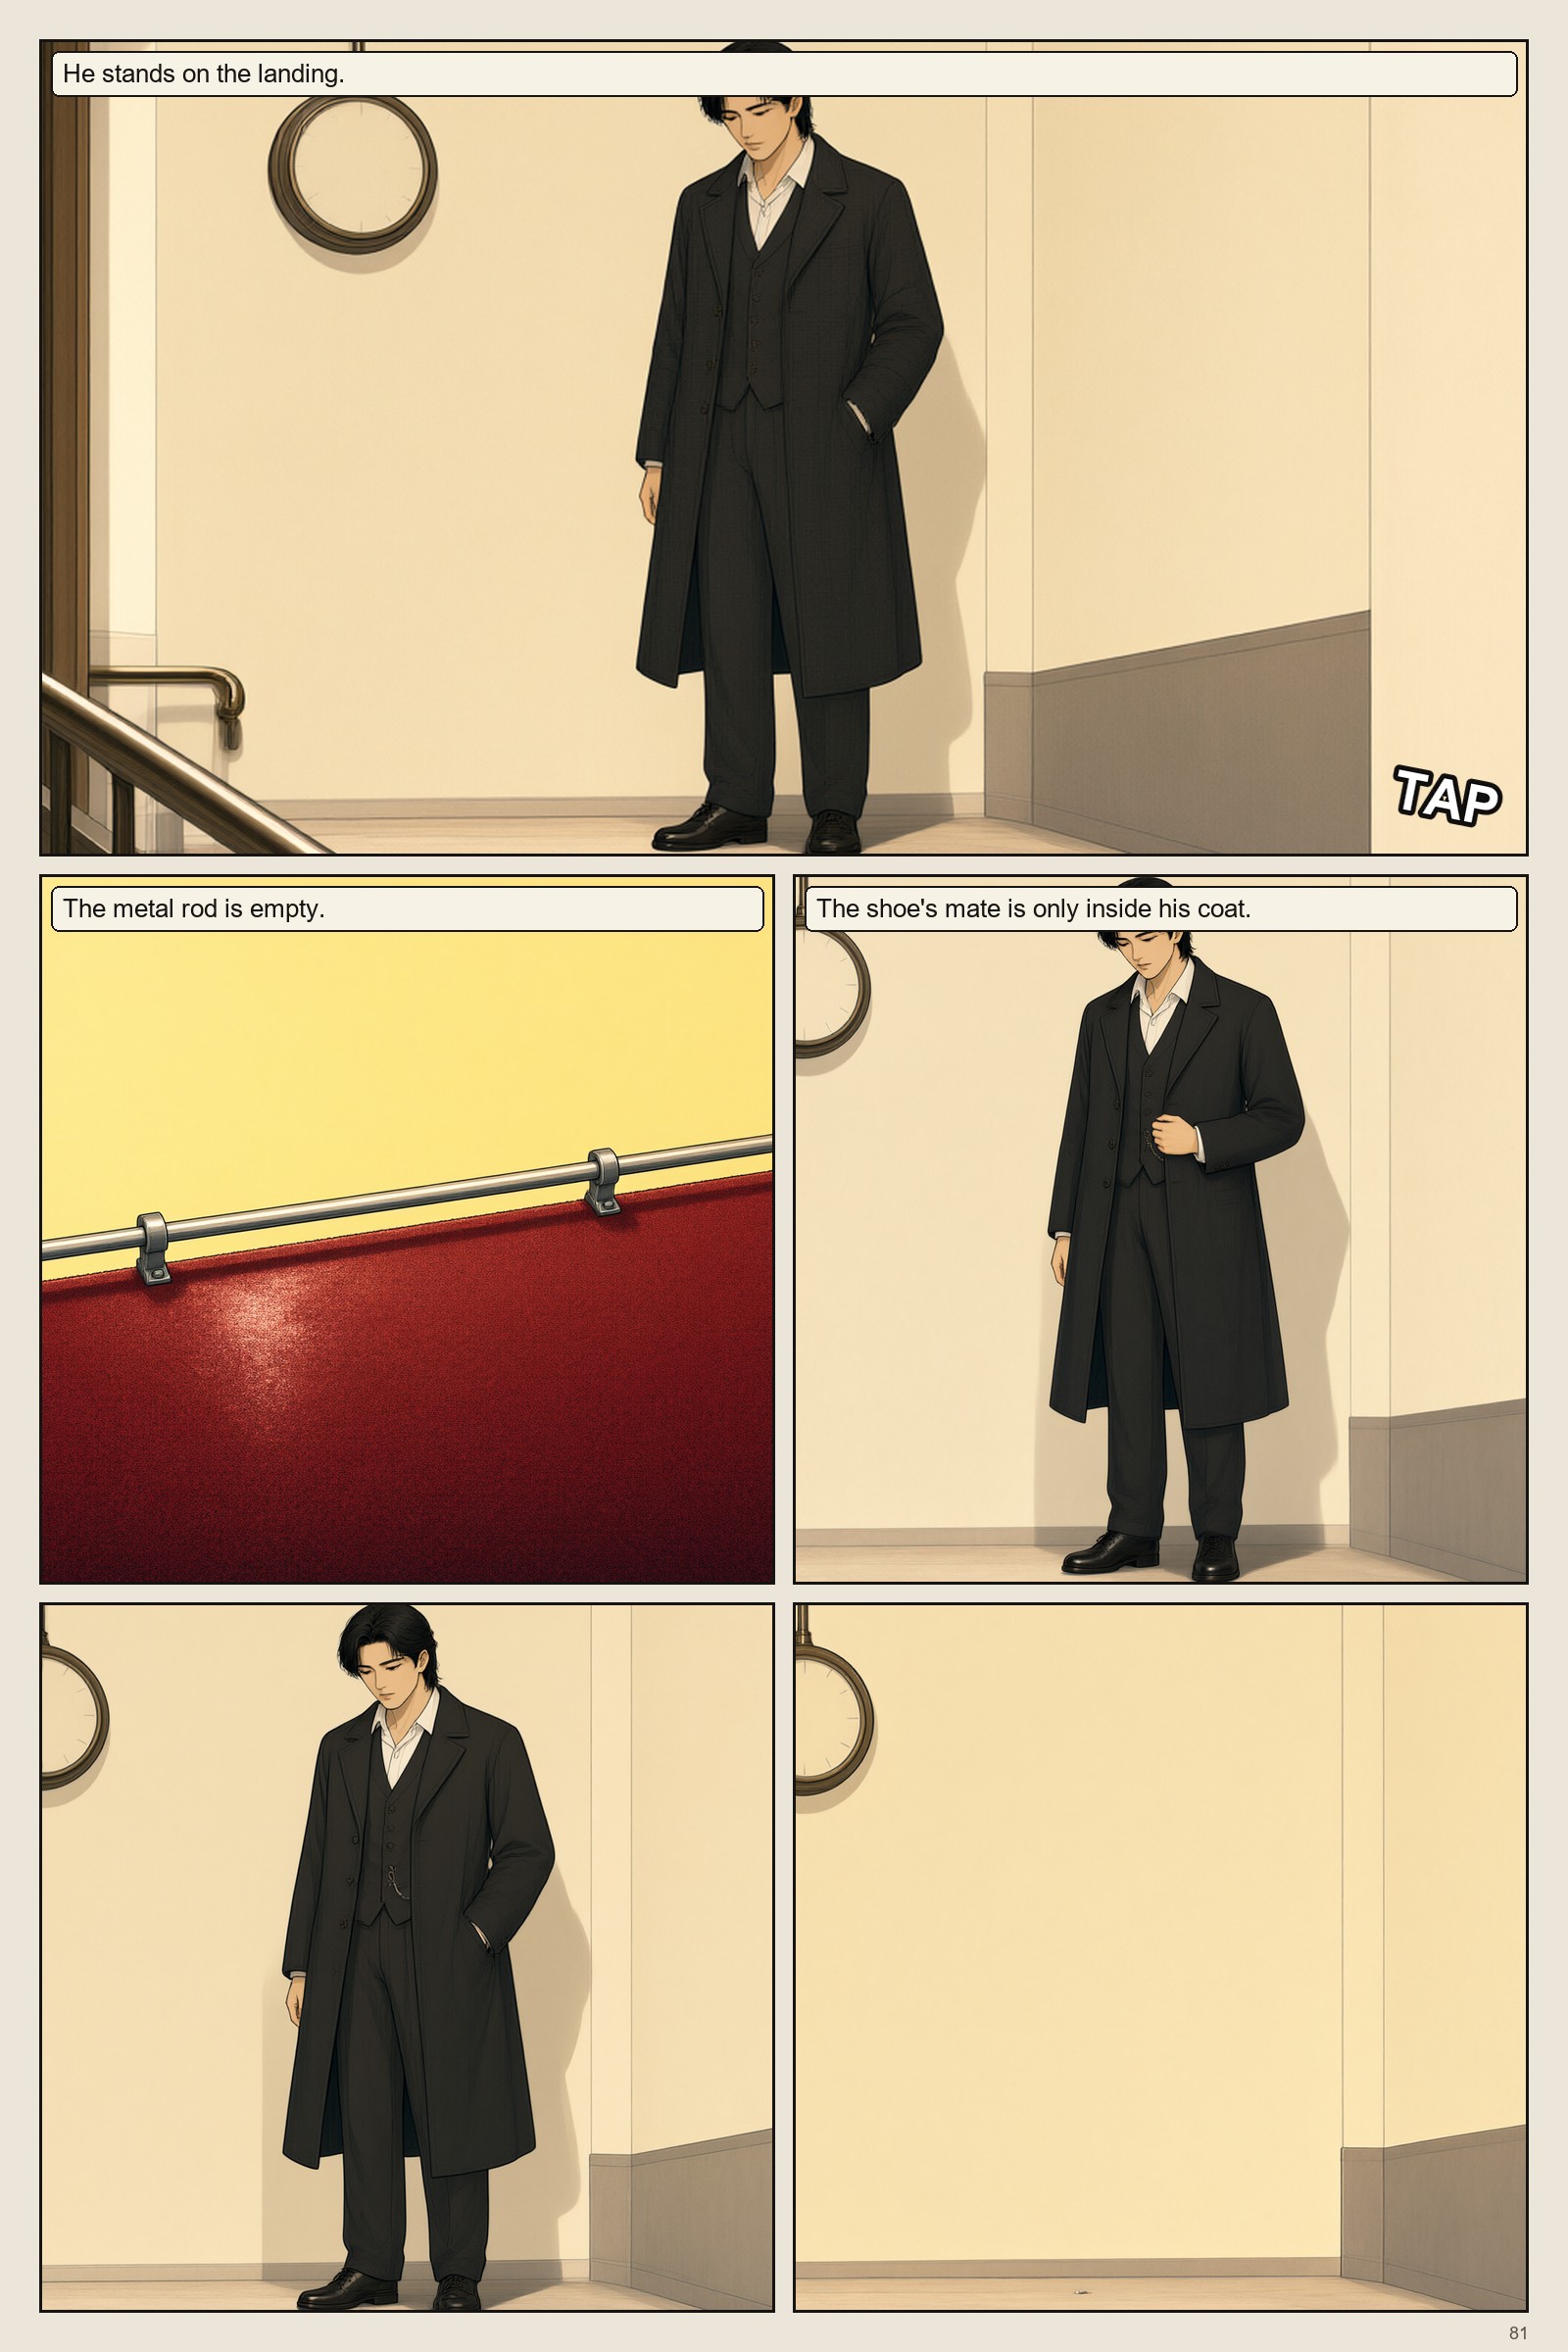 He stands on the landing.
TAP
The metal rod is empty.
The shoe's mate is only inside his coat.
81